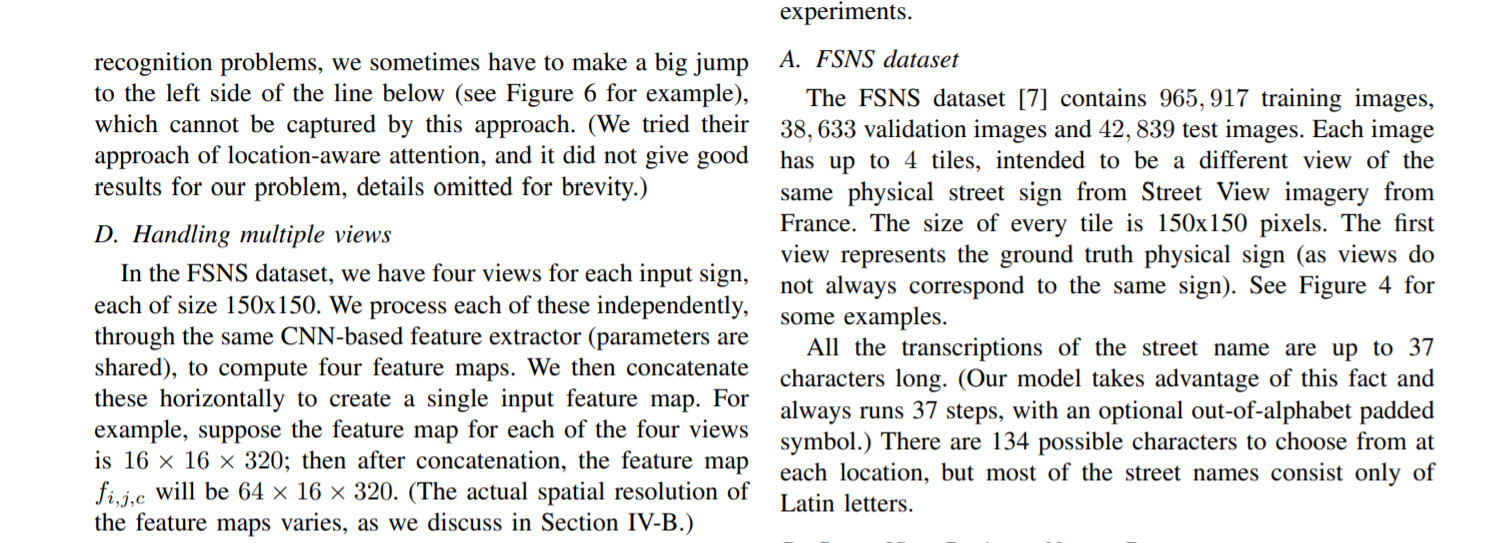 recognition problems, we sometimes have to make a big jump
to the left side of the line below (see Figure 6 for example),
which cannot be captured by this approach. (We tried their
approach of location-aware attention, and it did not give good
results for our problem, details omitted for brevity.)
D. Handling multiple views
In the FSNS dataset, we have four views for each input sign,
each of size 150x150. We process each of these independently,
through the same CNN-based feature extractor (parameters are
shared), to compute four feature maps. We then concatenate
these horizontally to create a single input feature map. For
example, suppose the feature map for each of the four views
is 16 × 16 × 320; then after concatenation, the feature map
f_{i,j,c} will be 64 × 16 × 320. (The actual spatial resolution of
the feature maps varies, as we discuss in Section IV-B.)
experiments.
A. FSNS dataset
The FSNS dataset [7] contains 965, 917 training images,
38, 633 validation images and 42, 839 test images. Each image
has up to 4 tiles, intended to be a different view of the
same physical street sign from Street View imagery from
France. The size of every tile is 150x150 pixels. The first
view represents the ground truth physical sign (as views do
not always correspond to the same sign). See Figure 4 for
some examples.
All the transcriptions of the street name are up to 37
characters long. (Our model takes advantage of this fact and
always runs 37 steps, with an optional out-of-alphabet padded
symbol.) There are 134 possible characters to choose from at
each location, but most of the street names consist only of
Latin letters.